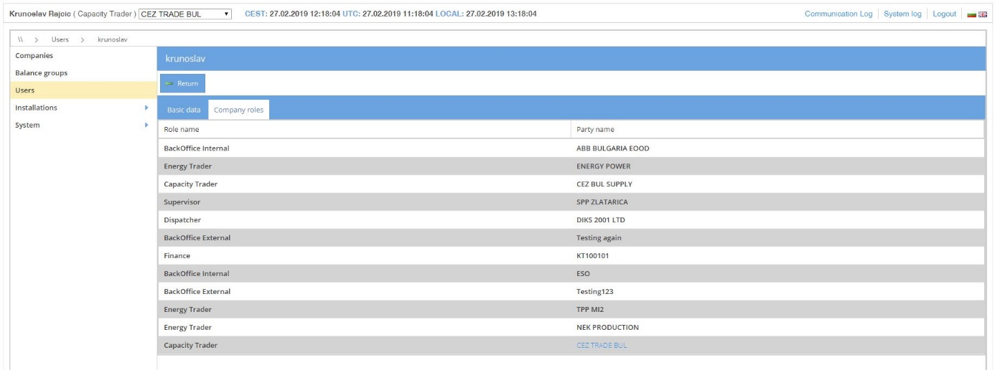 Krunoslav Rajcic ( Capacity Trader ) CEZ TRADE BUL CEST: 27.02.2019 12:18:04 UTC: 27.02.2019 11:18:04 LOCAL: 27.02.2019 13:18:04 Communication Log System log Logout
\\ > Users > krunoslav
Companies
Balance groups
Users
Installations
System
krunoslav
Return
Basic data Company roles
Role name Party name
BackOffice Internal ABB BULGARIA EOOD
Energy Trader ENERGY POWER
Capacity Trader CEZ BUL SUPPLY
Supervisor SPP ZLATARICA
Dispatcher DIKS 2001 LTD
BackOffice External Testing again
Finance KT100101
BackOffice Internal ESO
BackOffice External Testing123
Energy Trader TPP MI2
Energy Trader NEK PRODUCTION
Capacity Trader CEZ TRADE BUL